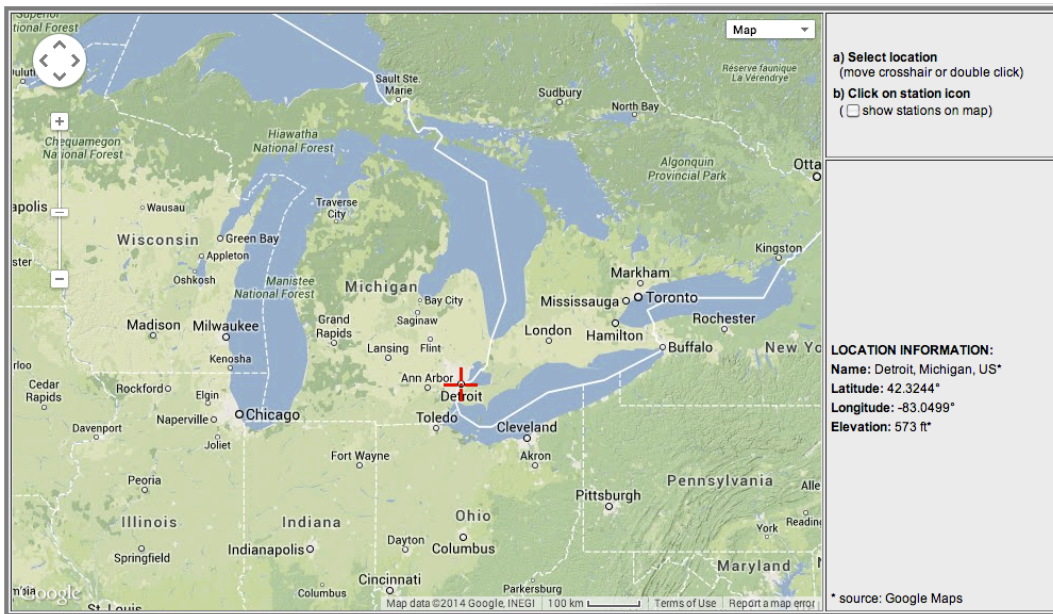 Superior
National Forest
Map
Sault Ste.
Marie
Sudbury
North Bay
Réserve faunique
La Vérendrye
Chequamegon
National Forest
Hiawatha
National Forest
Algonquin
Provincial Park
Otta
apolis
Wausau
Traverse
City
Wisconsin
Green Bay
Appleton
Oshkosh
Manistee
National Forest
Michigan
Bay City
Saginaw
Markham
Kingston
Mississauga
Toronto
Madison
Milwaukee
Grand
Rapids
Lansing
Flint
London
Hamilton
Rochester
Buffalo
New Yo
Kenosha
Cedar
Rapids
Rockford
Elgin
Ann Arbor
Detroit
Naperville
Chicago
Toledo
Cleveland
Davenport
Joliet
Fort Wayne
Akron
Peoria
Pittsburgh
Pennsylvania
Alle
Illinois
Indiana
Ohio
York
Reading
Springfield
Indianapolis
Dayton
Columbus
Maryland
Columbus
Cincinnati
Parkersburg
St. Louis
Google
Map data ©2014 Google, INEGI
100 km
Terms of Use
Report a map error
a) Select location
(move crosshair or double click)
b) Click on station icon
( show stations on map)
LOCATION INFORMATION:
Name: Detroit, Michigan, US*
Latitude: 42.3244°
Longitude: -83.0499°
Elevation: 573 ft*
* source: Google Maps